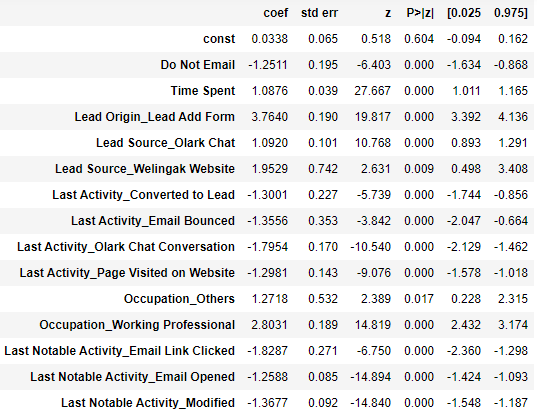 coef std err z P>|z| [0.025 0.975]
const 0.0338 0.065 0.518 0.604 -0.094 0.162
Do Not Email -1.2511 0.195 -6.403 0.000 -1.634 -0.868
Time Spent 1.0876 0.039 27.667 0.000 1.011 1.165
Lead Origin_Lead Add Form 3.7640 0.190 19.817 0.000 3.392 4.136
Lead Source_Olark Chat 1.0920 0.101 10.768 0.000 0.893 1.291
Lead Source_Welingak Website 1.9529 0.742 2.631 0.009 0.498 3.408
Last Activity_Converted to Lead -1.3001 0.227 -5.739 0.000 -1.744 -0.856
Last Activity_Email Bounced -1.3556 0.353 -3.842 0.000 -2.047 -0.664
Last Activity_Olark Chat Conversation -1.7954 0.170 -10.540 0.000 -2.129 -1.462
Last Activity_Page Visited on Website -1.2981 0.143 -9.076 0.000 -1.578 -1.018
Occupation_Others 1.2718 0.532 2.389 0.017 0.228 2.315
Occupation_Working Professional 2.8031 0.189 14.819 0.000 2.432 3.174
Last Notable Activity_Email Link Clicked -1.8287 0.271 -6.750 0.000 -2.360 -1.298
Last Notable Activity_Email Opened -1.2588 0.085 -14.894 0.000 -1.424 -1.093
Last Notable Activity_Modified -1.3677 0.092 -14.840 0.000 -1.548 -1.187